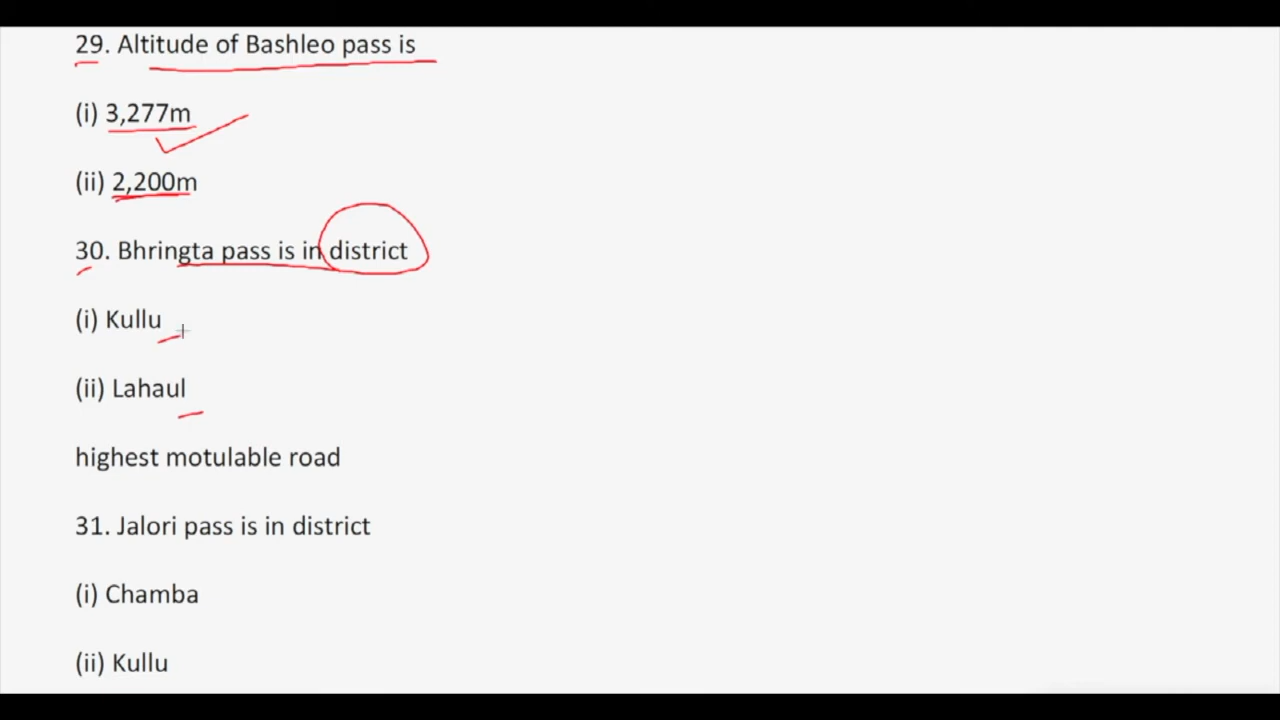 29. Altitude of Bashleo pass is
(i) 3,277m
(ii) 2,200m
30. Bhringta pass is in district
(i) Kullu
(ii) Lahaul
highest motulable road
31. Jalori pass is in district
(i) Chamba
(ii) Kullu